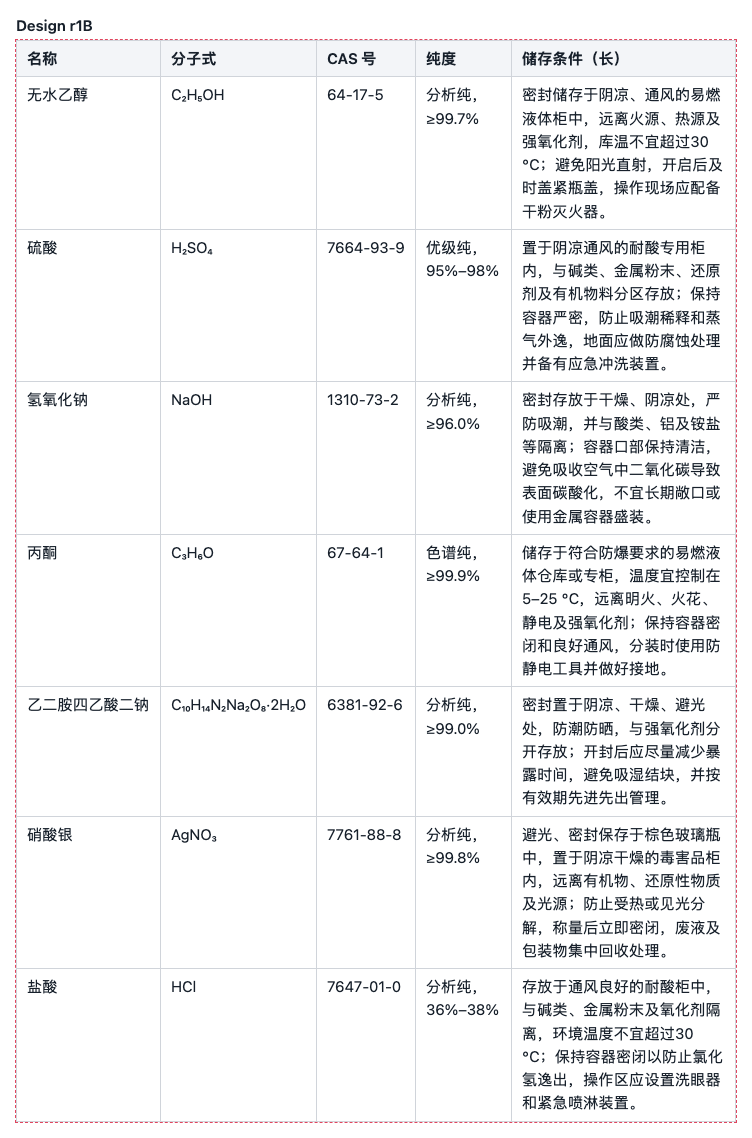 Design r1B
名称 分子式 CAS 号 纯度 储存条件（长）
无水乙醇 C₂H₅OH 64-17-5 分析纯，
≥99.7%
密封储存于阴凉、通风的易燃
液体柜中，远离火源、热源及
强氧化剂，库温不宜超过30
°C；避免阳光直射，开启后及
时盖紧瓶盖，操作现场应配备
干粉灭火器。
硫酸 H₂SO₄ 7664-93-9 优级纯，
95%–98%
置于阴凉通风的耐酸专用柜
内，与碱类、金属粉末、还原
剂及有机物料分区存放；保持
容器严密，防止吸潮稀释和蒸
气外逸，地面应做防腐蚀处理
并备有应急冲洗装置。
氢氧化钠 NaOH 1310-73-2 分析纯，
≥96.0%
密封存放于干燥、阴凉处，严
防吸潮，并与酸类、铝及铵盐
等隔离；容器口部保持清洁，
避免吸收空气中二氧化碳导致
表面碳酸化，不宜长期敞口或
使用金属容器盛装。
丙酮 C₃H₆O 67-64-1 色谱纯，
≥99.9%
储存于符合防爆要求的易燃液
体仓库或专柜，温度宜控制在
5–25 °C，远离明火、火花、
静电及强氧化剂；保持容器密
闭和良好通风，分装时使用防
静电工具并做好接地。
乙二胺四乙酸二钠 C₁₀H₁₄N₂Na₂O₈·2H₂O 6381-92-6 分析纯，
≥99.0%
密封置于阴凉、干燥、避光
处，防潮防晒，与强氧化剂分
开存放；开封后应尽量减少暴
露时间，避免吸湿结块，并按
有效期先进先出管理。
硝酸银 AgNO₃ 7761-88-8 分析纯，
≥99.8%
避光、密封保存于棕色玻璃瓶
中，置于阴凉干燥的毒害品柜
内，远离有机物、还原性物质
及光源；防止受热或见光分
解，称量后立即密闭，废液及
包装物集中回收处理。
盐酸 HCl 7647-01-0 分析纯，
36%–38%
存放于通风良好的耐酸柜中，
与碱类、金属粉末及氧化剂隔
离，环境温度不宜超过30
°C；保持容器密闭以防止氯化
氢逸出，操作区应设置洗眼器
和紧急喷淋装置。